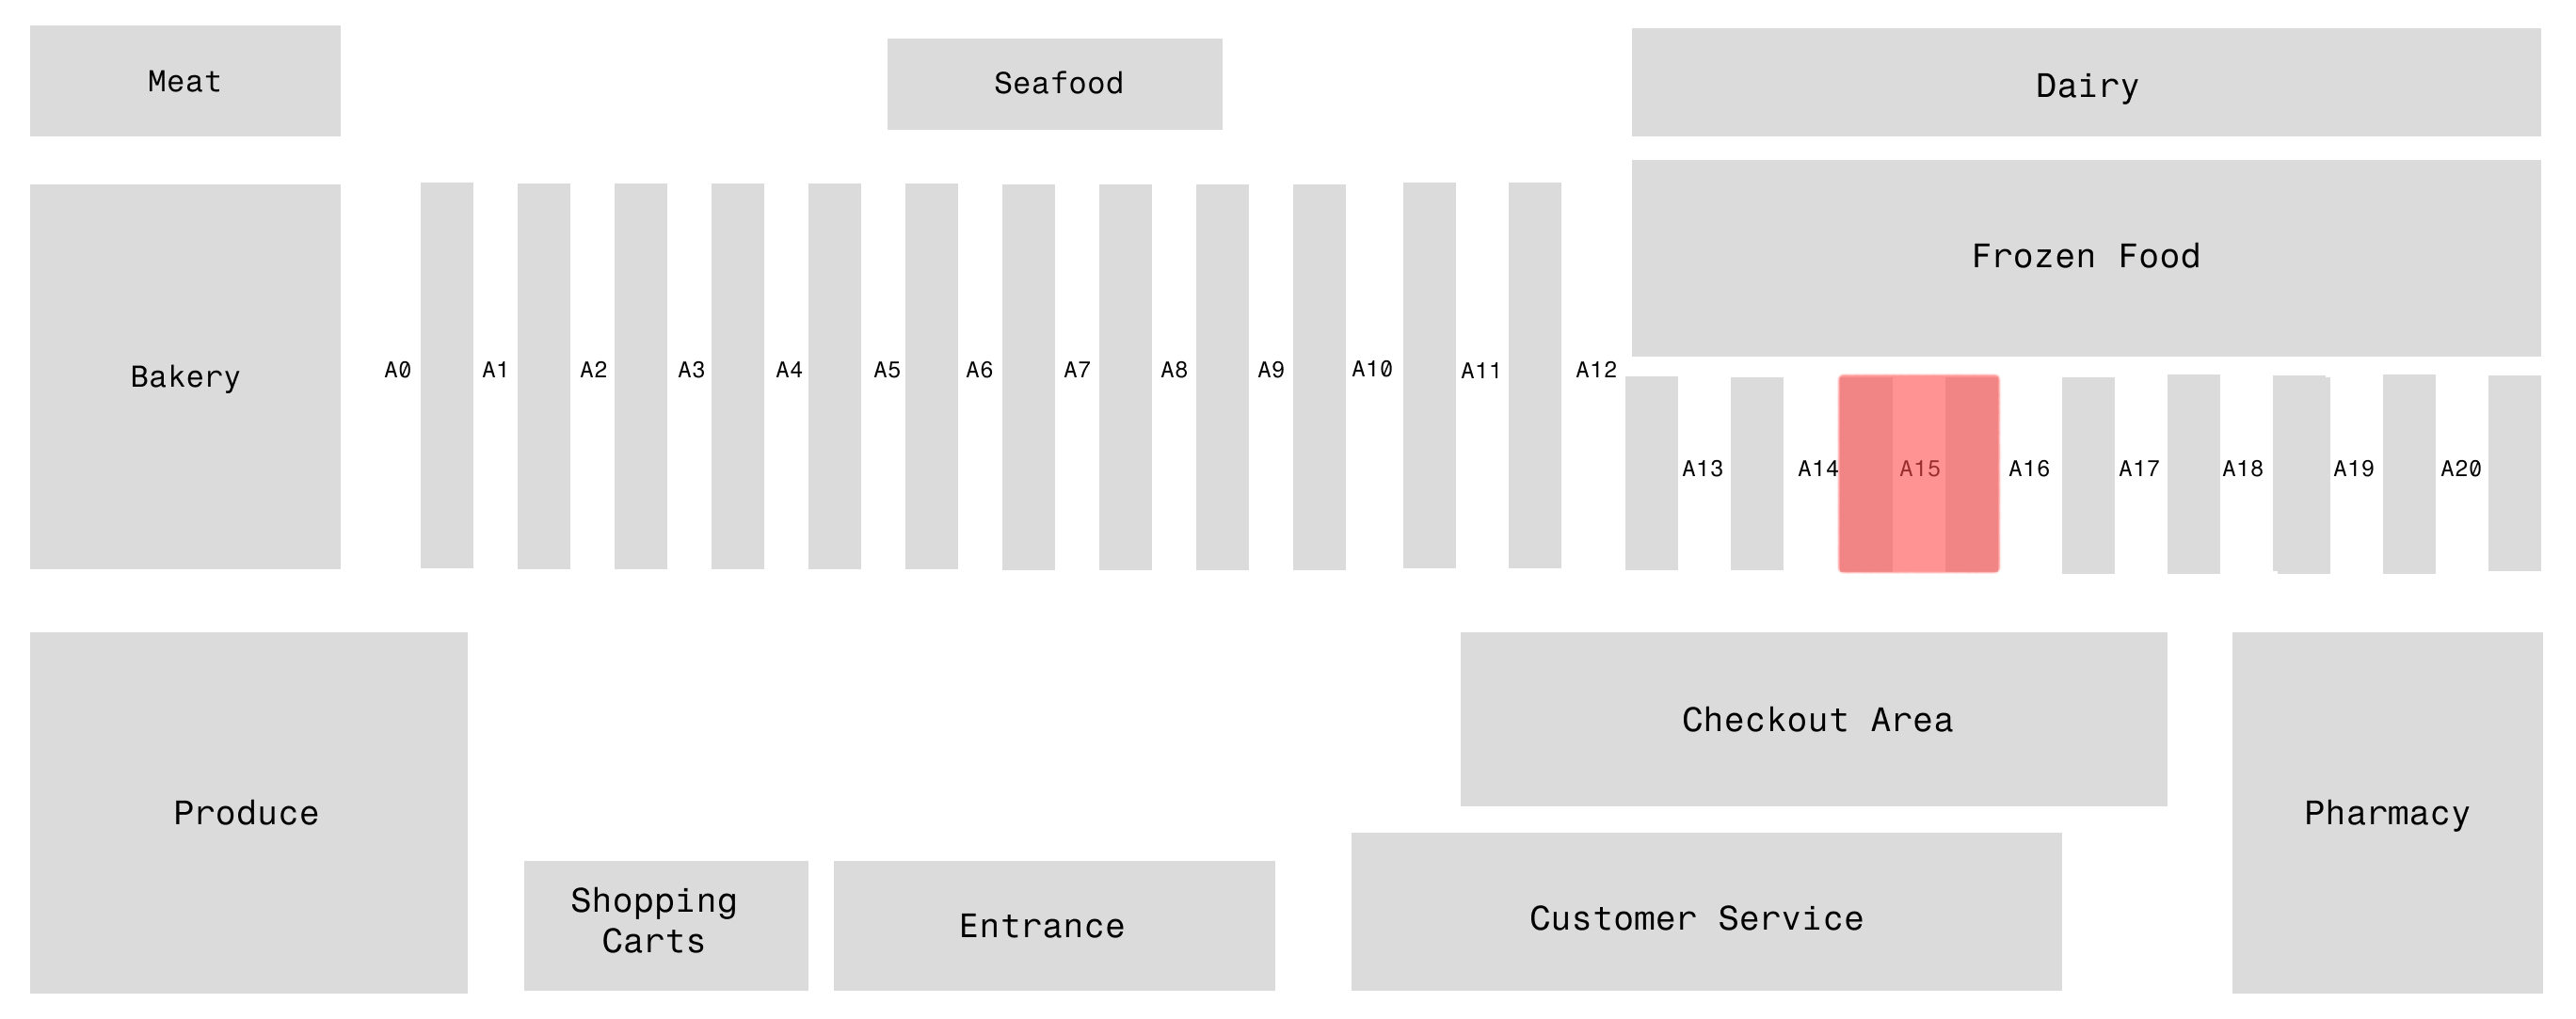 Meat
Seafood
Dairy
Frozen Food
Bakery
A0
A1
A2
A3
A4
A5
A6
A7
A8
A9
A10
A11
A12
A13
A14
A15
A16
A17
A18
A19
A20
Checkout Area
Produce
Pharmacy
Shopping
Carts
Entrance
Customer Service